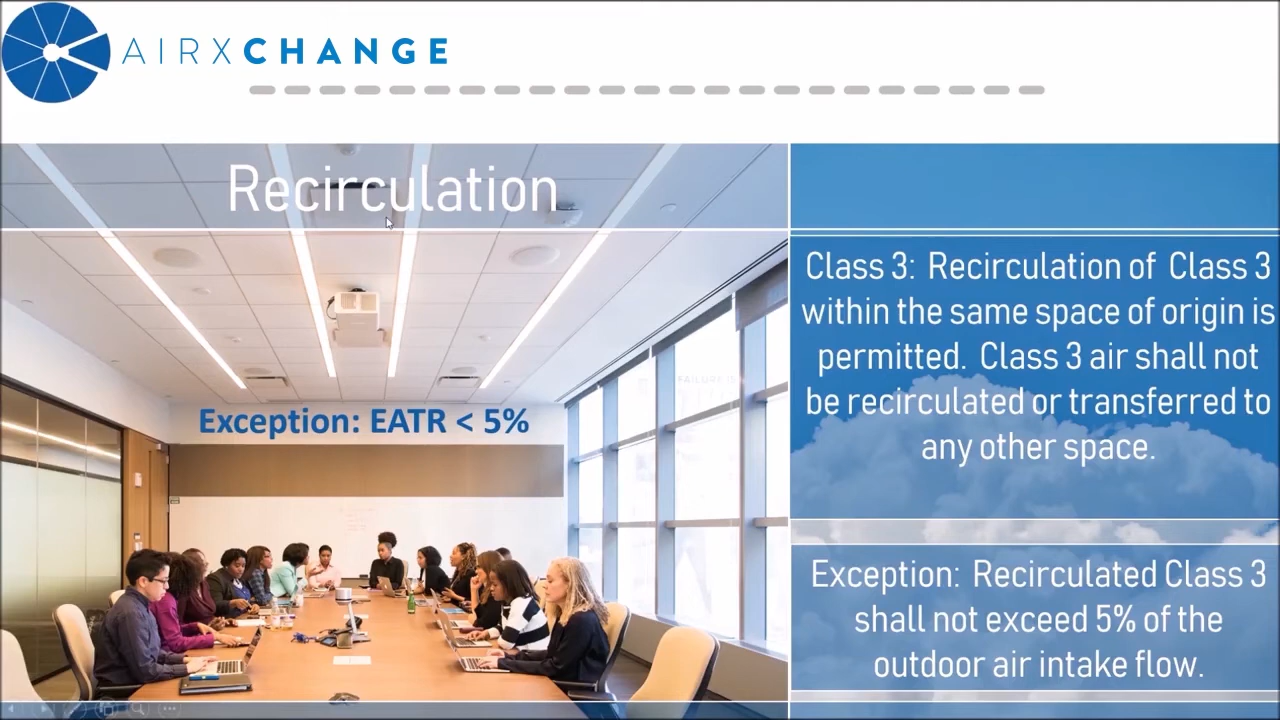 AIRXCHANGE
Recirculation
Exception: EATR < 5%
Class 3: Recirculation of Class 3
within the same space of origin is
permitted. Class 3 air shall not
be recirculated or transferred to
any other space.
Exception: Recirculated Class 3
shall not exceed 5% of the
outdoor air intake flow.